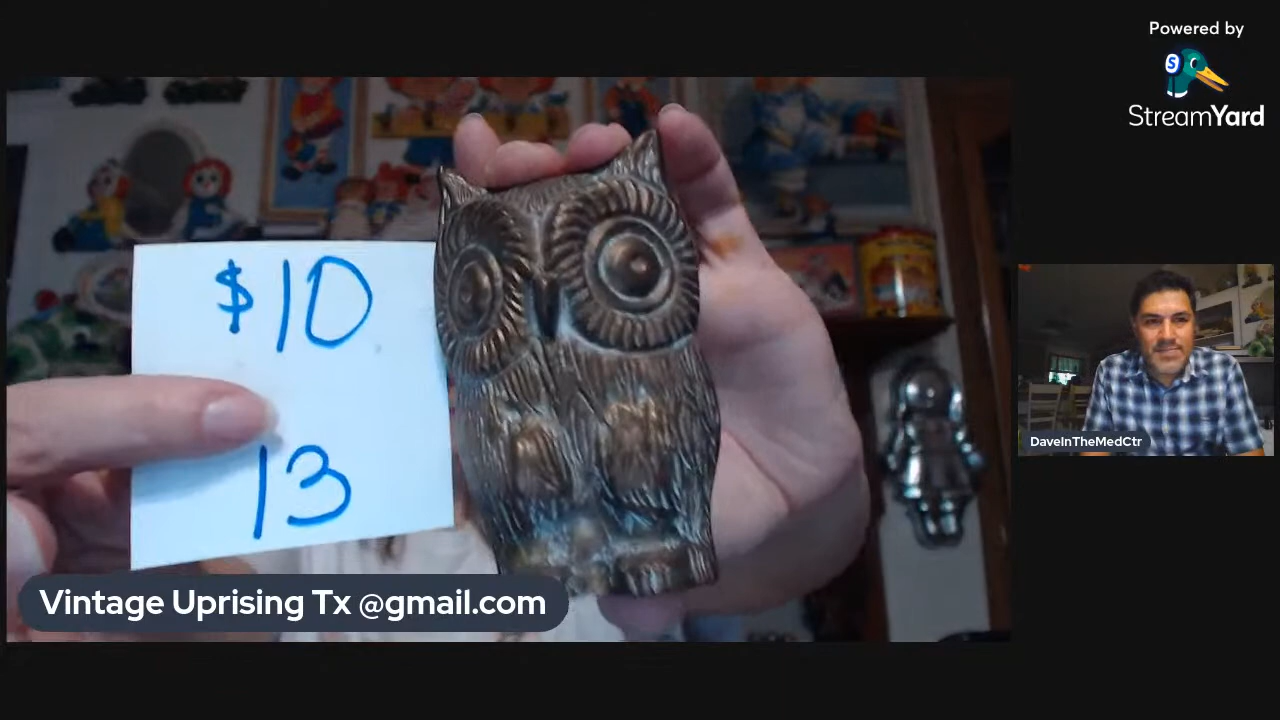 Powered by
StreamYard
$10
13
DaveInTheMedCtr
Vintage Uprising Tx @gmail.com